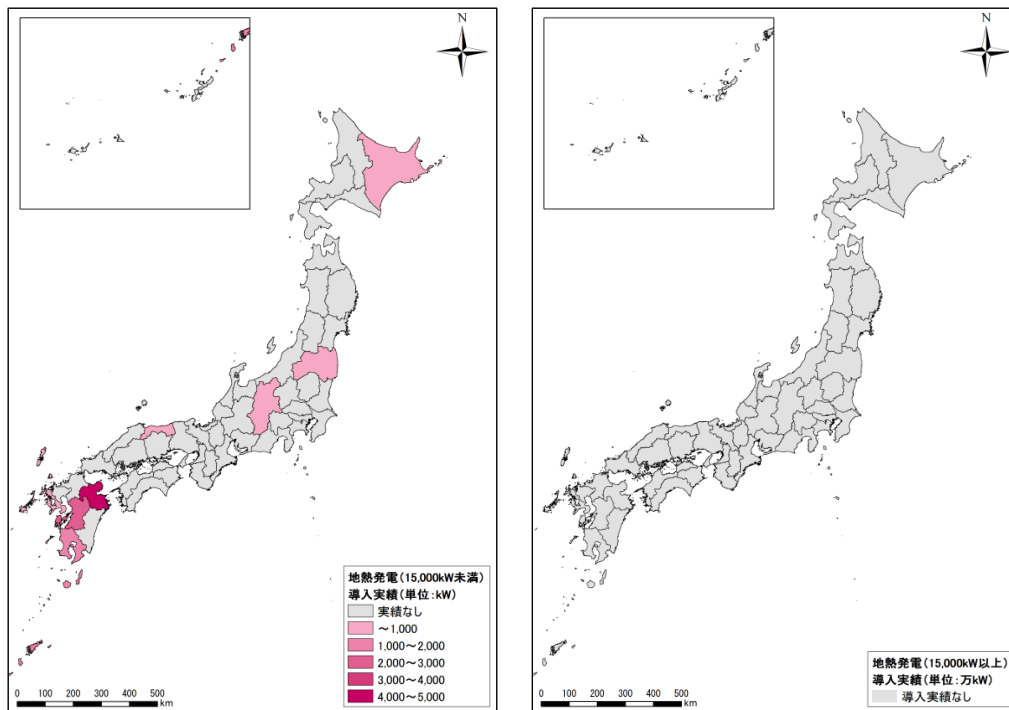 N
地熱発電(15,000kW未満)
導入実績(単位:kW)
実績なし
～1,000
1,000～2,000
2,000～3,000
3,000～4,000
4,000～5,000
0 100 200 300 400 500
km
N
地熱発電(15,000kW以上)
導入実績(単位:万kW)
導入実績なし
0 100 200 300 400 500
km